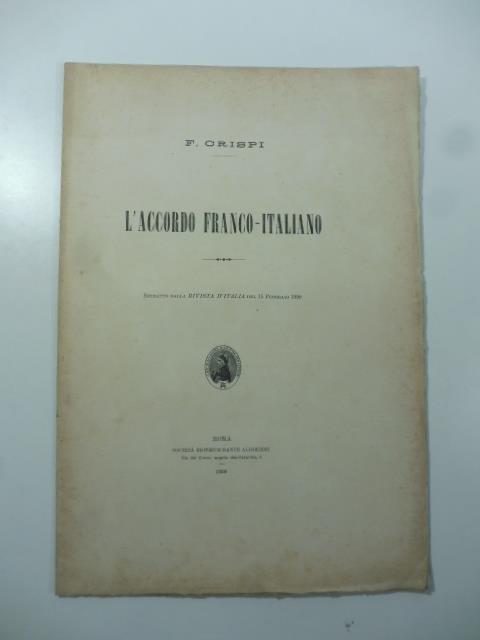 F. CRISPI
L'ACCORDO FRANCO-ITALIANO
ESTRATTO DALLA RIVISTA D'ITALIA DEL 15 FEBBRAIO 1899
ROMA
SOCIETÀ EDITRICE DANTE ALIGHIERI
1899